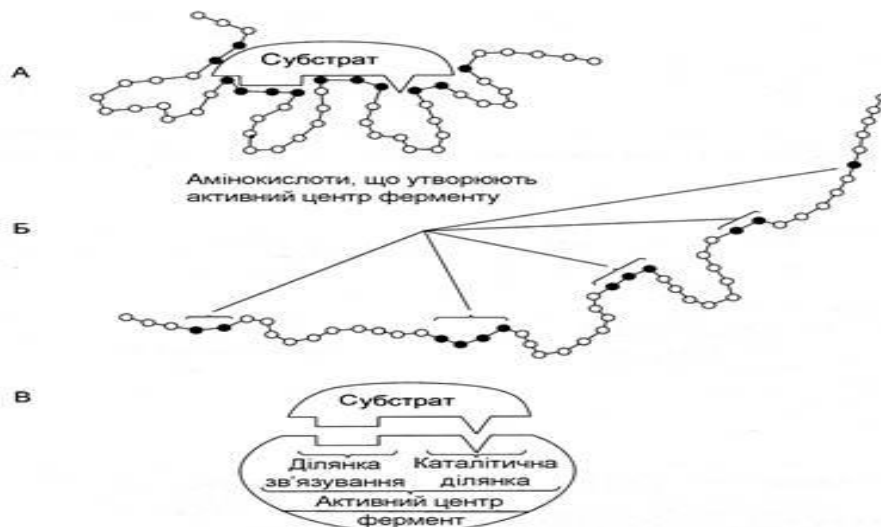 А
Субстрат
Амінокислоти, що утворюють
активний центр ферменту
Б
В
Субстрат
Ділянка
зв'язування
Каталітична
ділянка
Активний центр
фермент